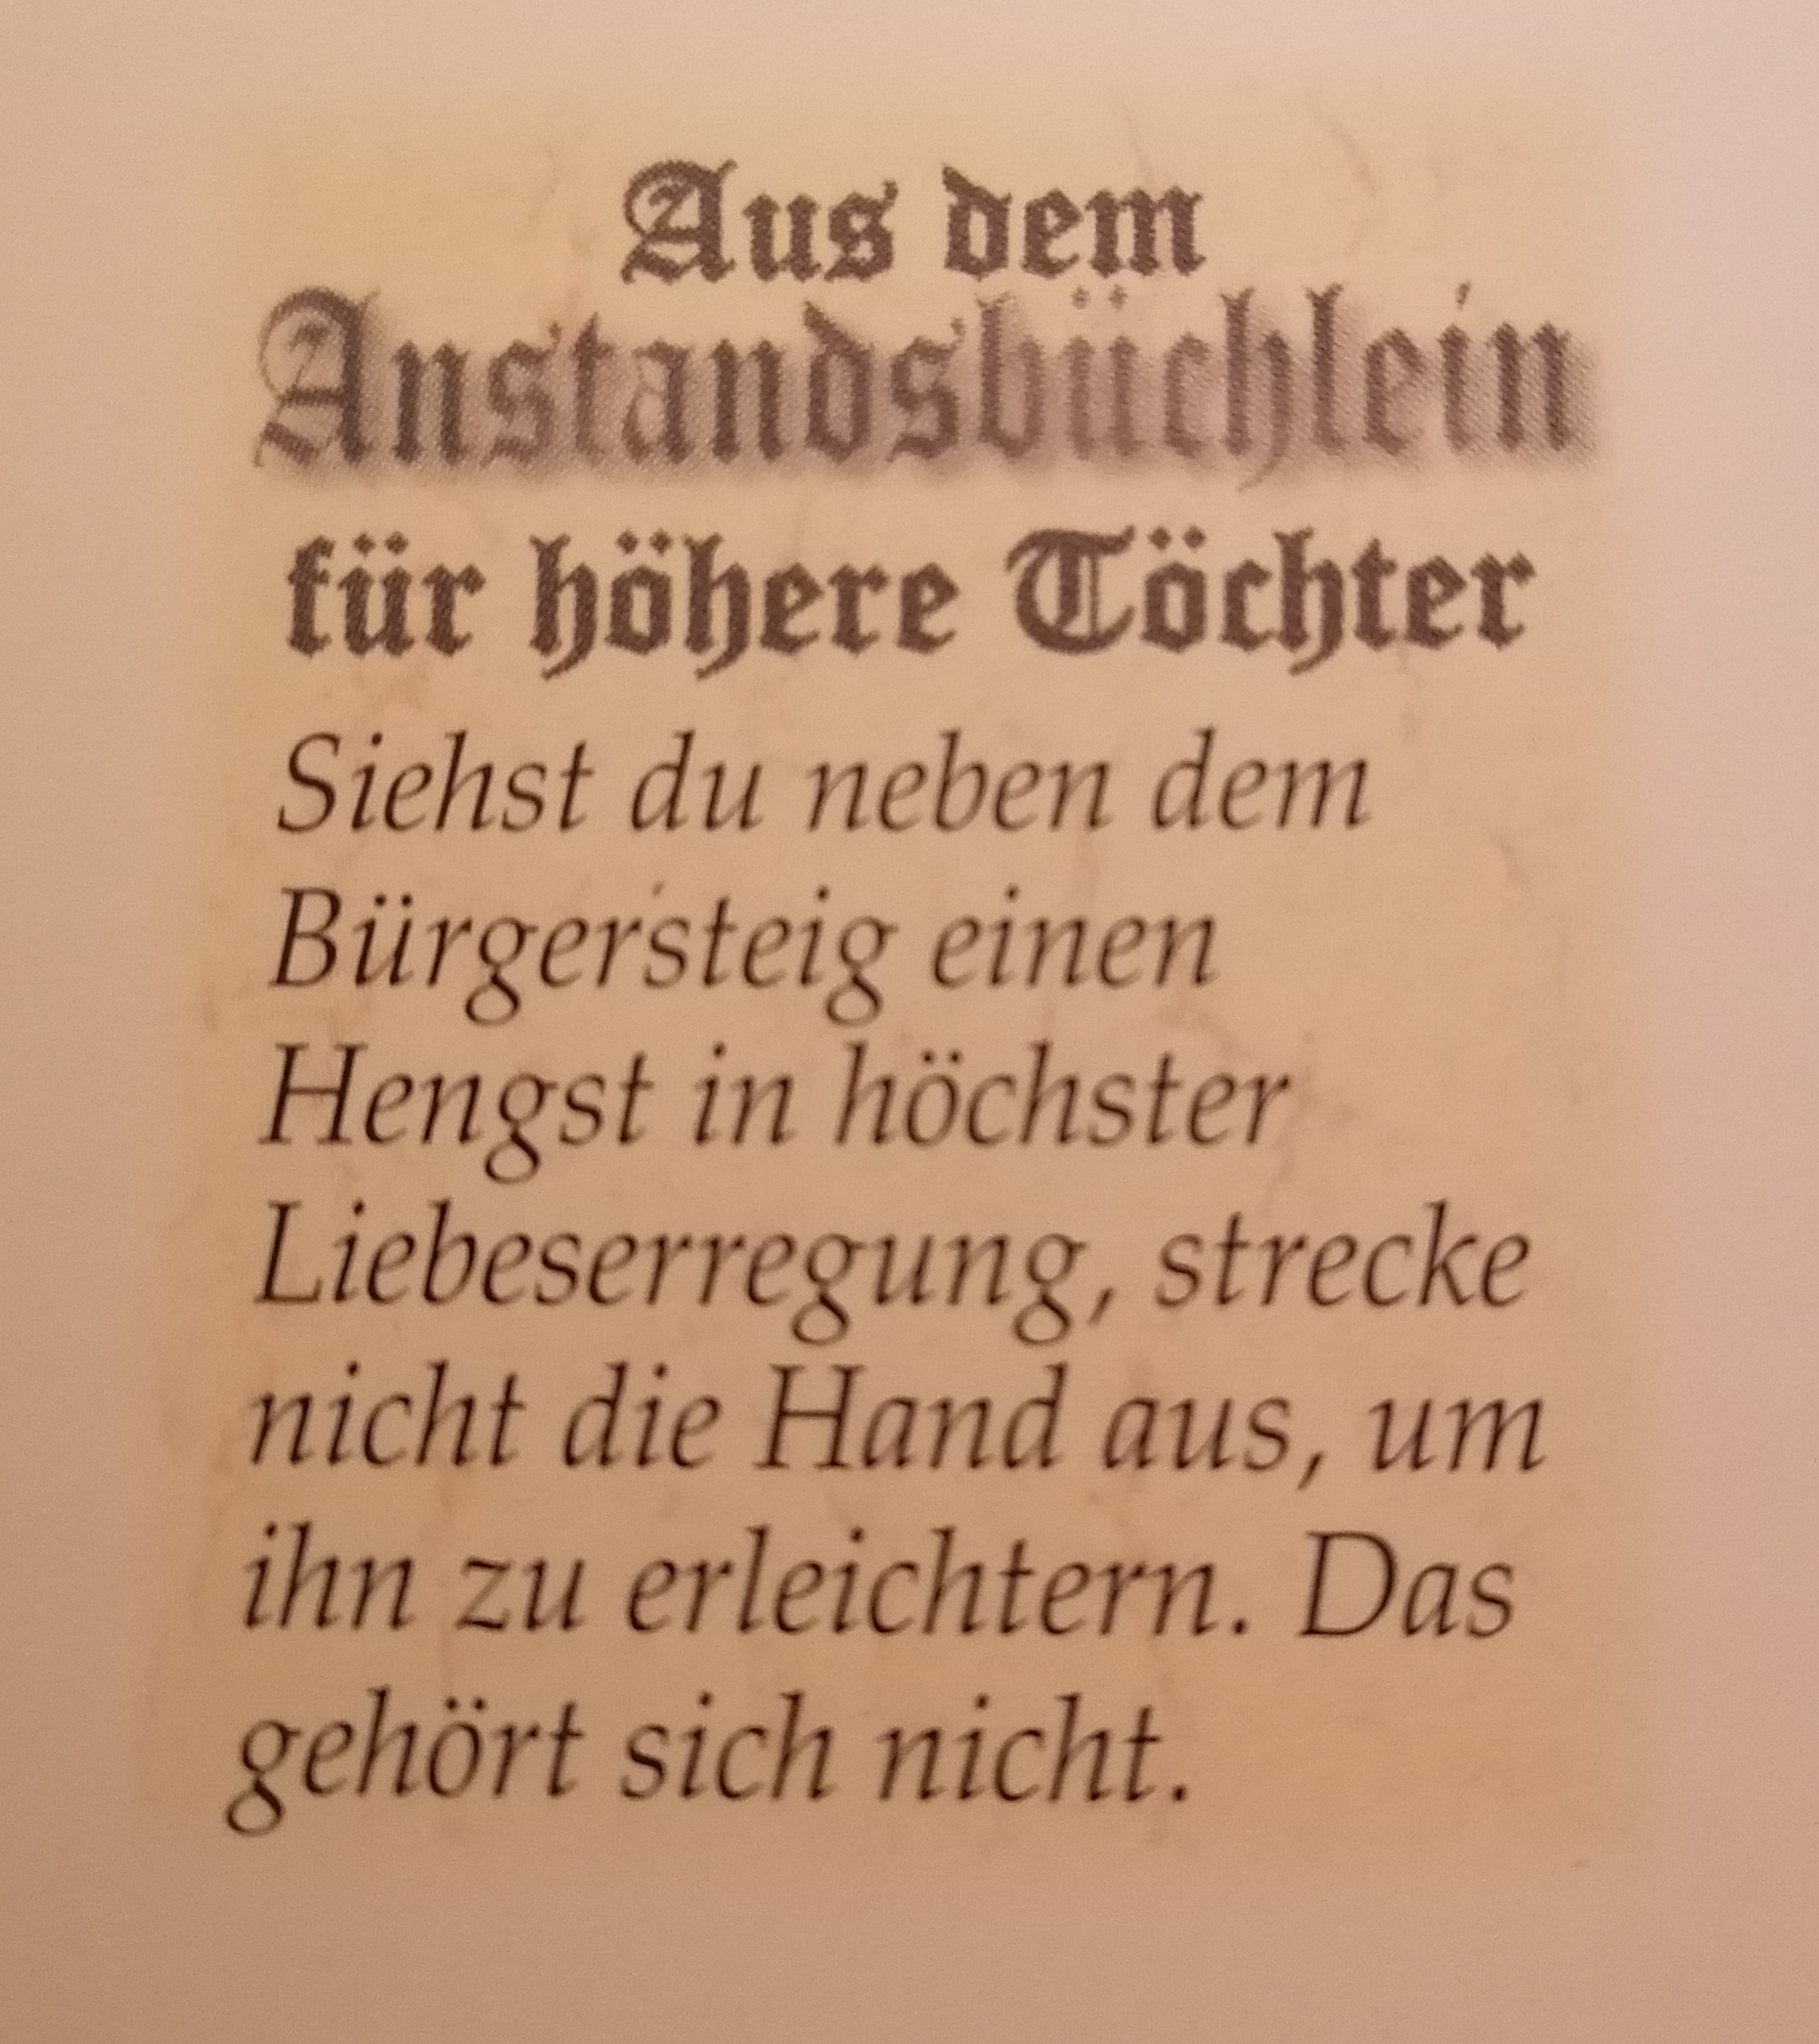 Aus dem
Anstandsbüchlein
für höhere Töchter
Siehst du neben dem
Bürgersteig einen
Hengst in höchster
Liebeserregung, strecke
nicht die Hand aus, um
ihn zu erleichtern. Das
gehört sich nicht.